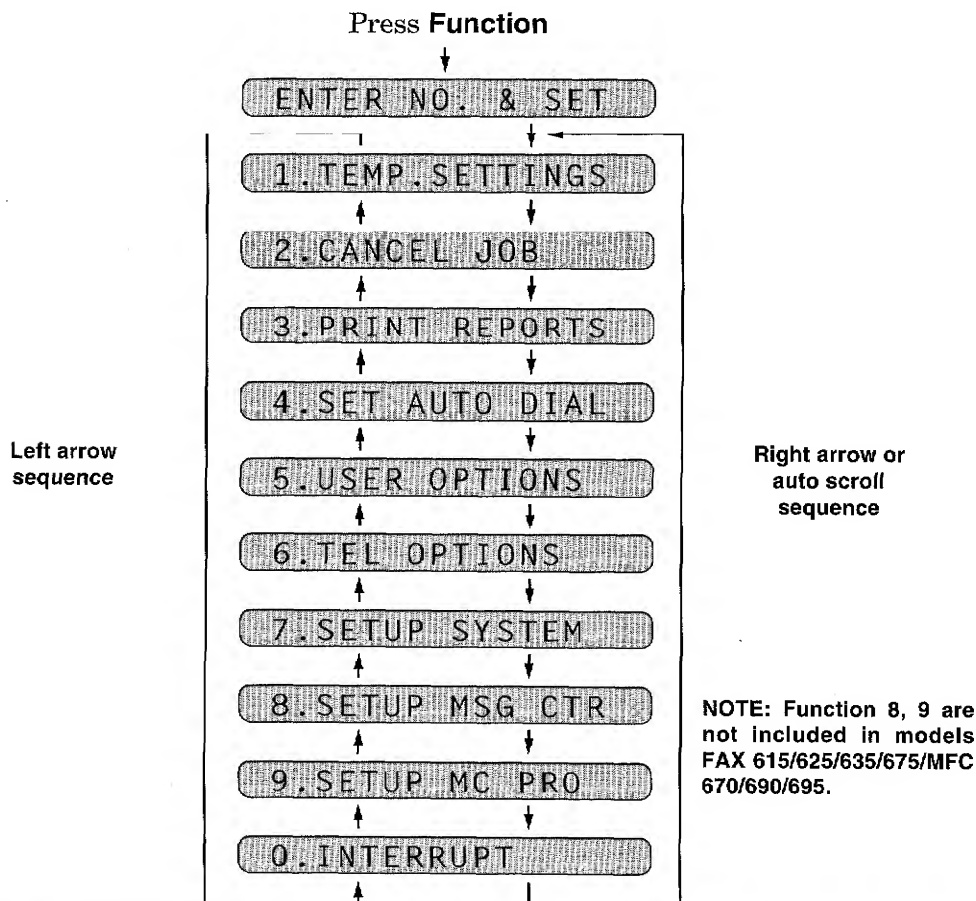 Press Function
ENTER NO. & SET
1.TEMP.SETTINGS
2.CANCEL JOB
3.PRINT REPORTS
4.SET AUTO DIAL
Left arrow
sequence
5.USER OPTIONS
Right arrow or
auto scroll
sequence
6.TEL OPTIONS
7.SETUP SYSTEM
8.SETUP MSG CTR
NOTE: Function 8, 9 are
not included in models
FAX 615/625/635/675/MFC
670/690/695.
9.SETUP MC PRO
0.INTERRUPT